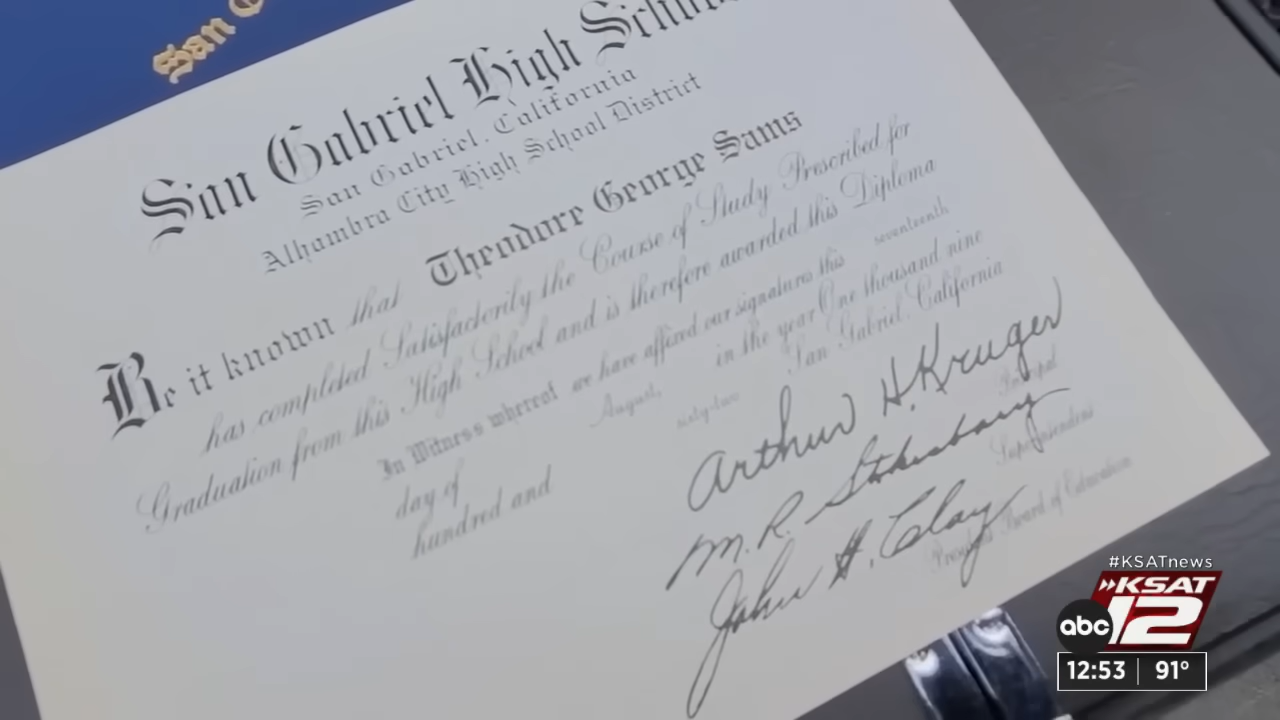 San G
San Gabriel High School
San Gabriel, California
Alhambra City High School District
Be it known that Theodore George Sams
has completed Satisfactorily the Course of Study Prescribed for
Graduation from this High School and is therefore awarded this Diploma
In Witness whereof we have affixed our signatures this seventeenth
day of August, in the year One thousand nine
hundred and sixty-two San Gabriel, California
Arthur H. Kruger
Principal
M. R. Stokesbary
Superintendent
John H. Clay
President Board of Education
#KSATnews
KSAT
abc 12
12:53 91°